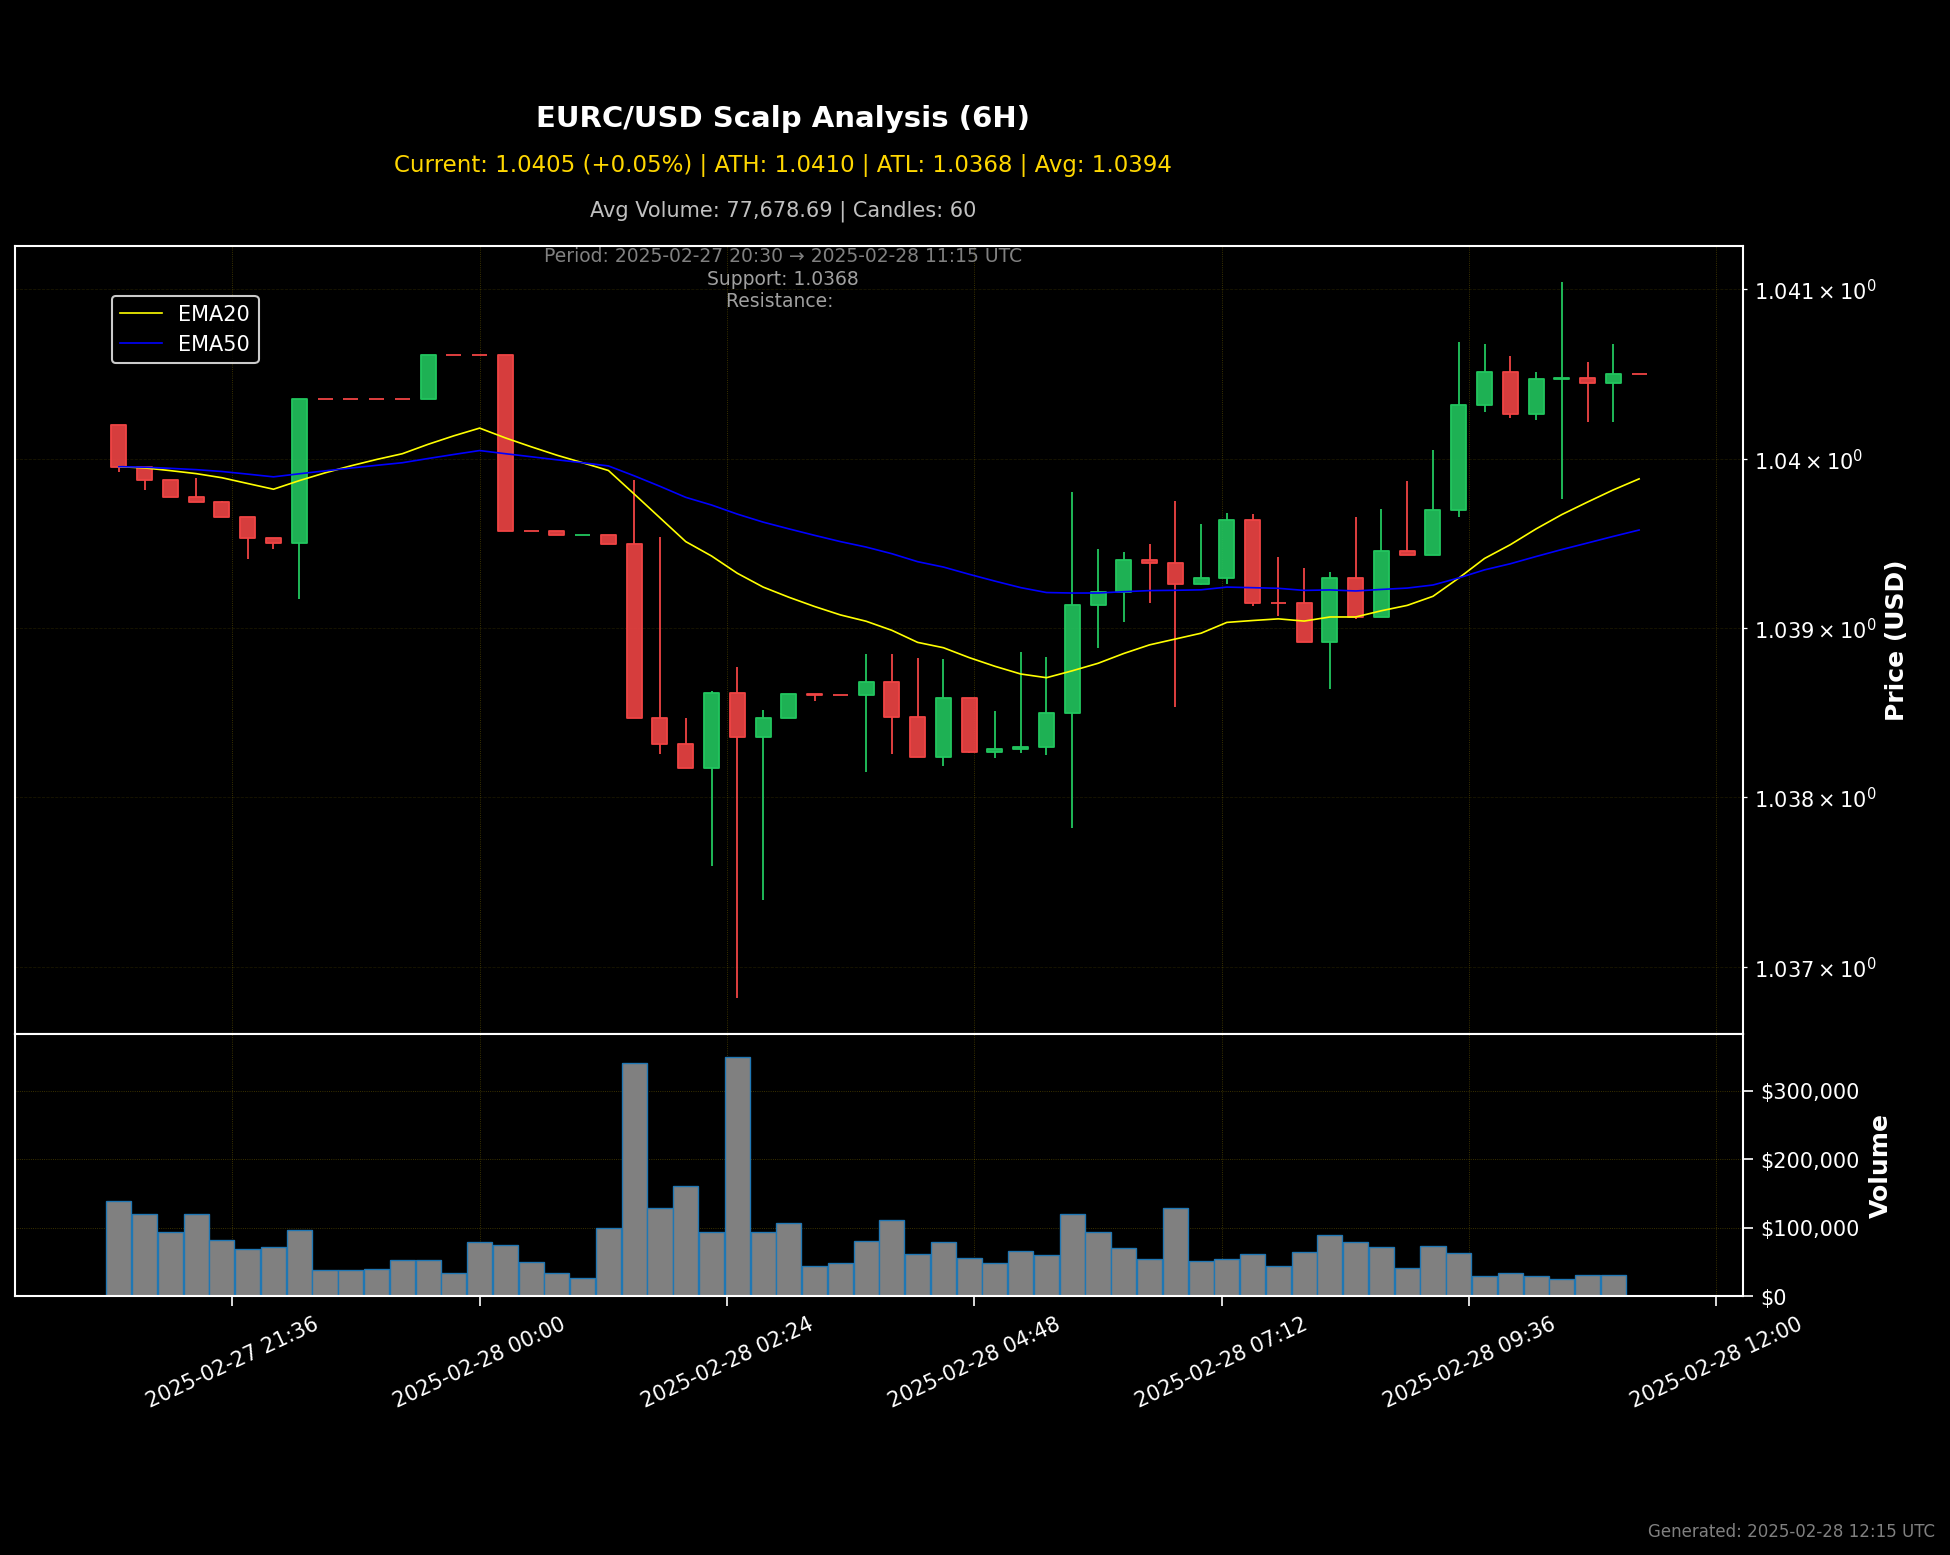 EURC/USD Scalp Analysis (6H)
Current: 1.0405 (+0.05%) | ATH: 1.0410 | ATL: 1.0368 | Avg: 1.0394
Avg Volume: 77,678.69 | Candles: 60
Period: 2025-02-27 20:30 → 2025-02-28 11:15 UTC
Support: 1.0368
Resistance:
EMA20
EMA50
1.041 × 10⁰
1.04 × 10⁰
1.039 × 10⁰
1.038 × 10⁰
1.037 × 10⁰
Price (USD)
$300,000
$200,000
$100,000
$0
Volume
2025-02-27 21:36
2025-02-28 00:00
2025-02-28 02:24
2025-02-28 04:48
2025-02-28 07:12
2025-02-28 09:36
2025-02-28 12:00
Generated: 2025-02-28 12:15 UTC